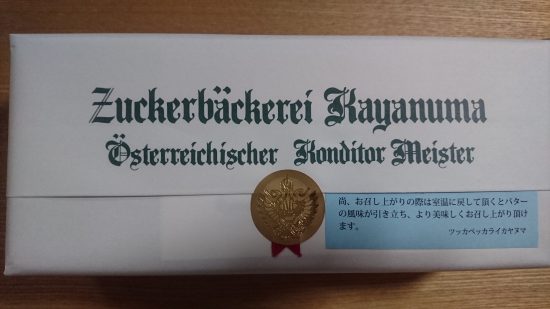 Zuckerbäckerei Kayanuma
Österreichischer Konditor Meister
尚、お召し上がりの際は室温に戻して頂くとバター
の風味が引き立ち、より美味しくお召し上がり頂け
ます。
ツッカベッカライカヤヌマ